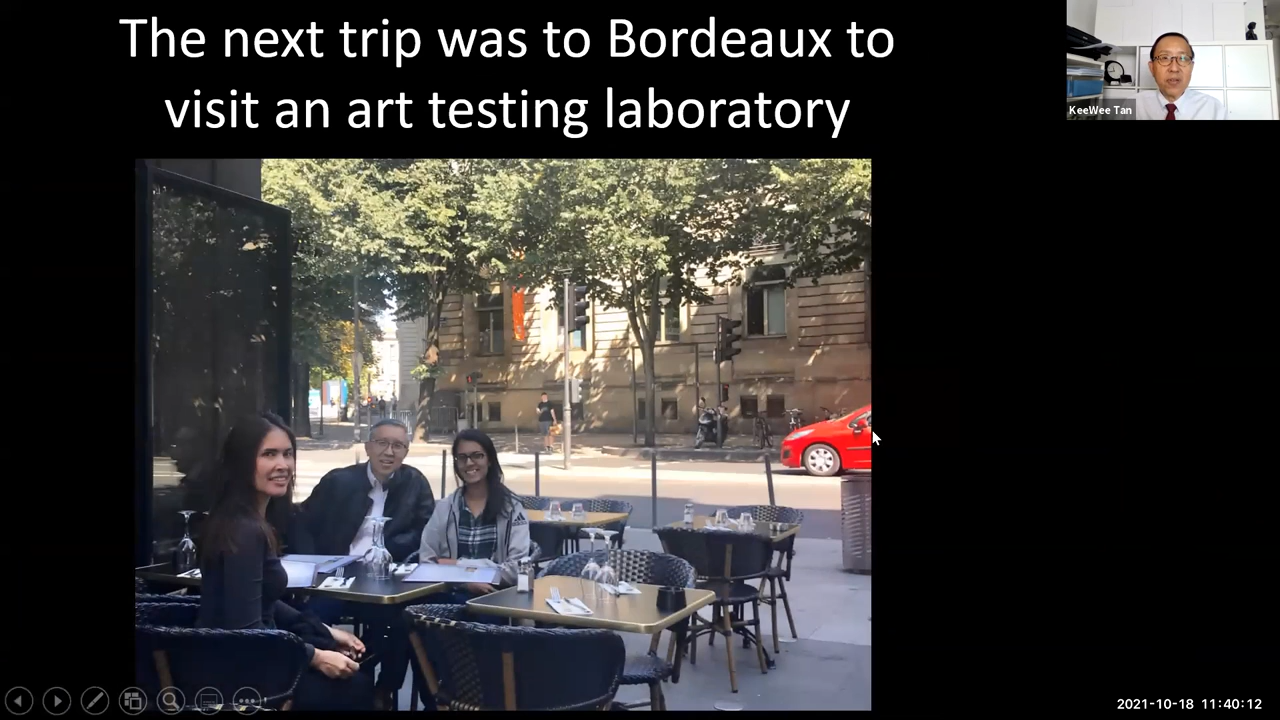 The next trip was to Bordeaux to
visit an art testing laboratory
KeeWee Tan
2021-10-18 11:40:12